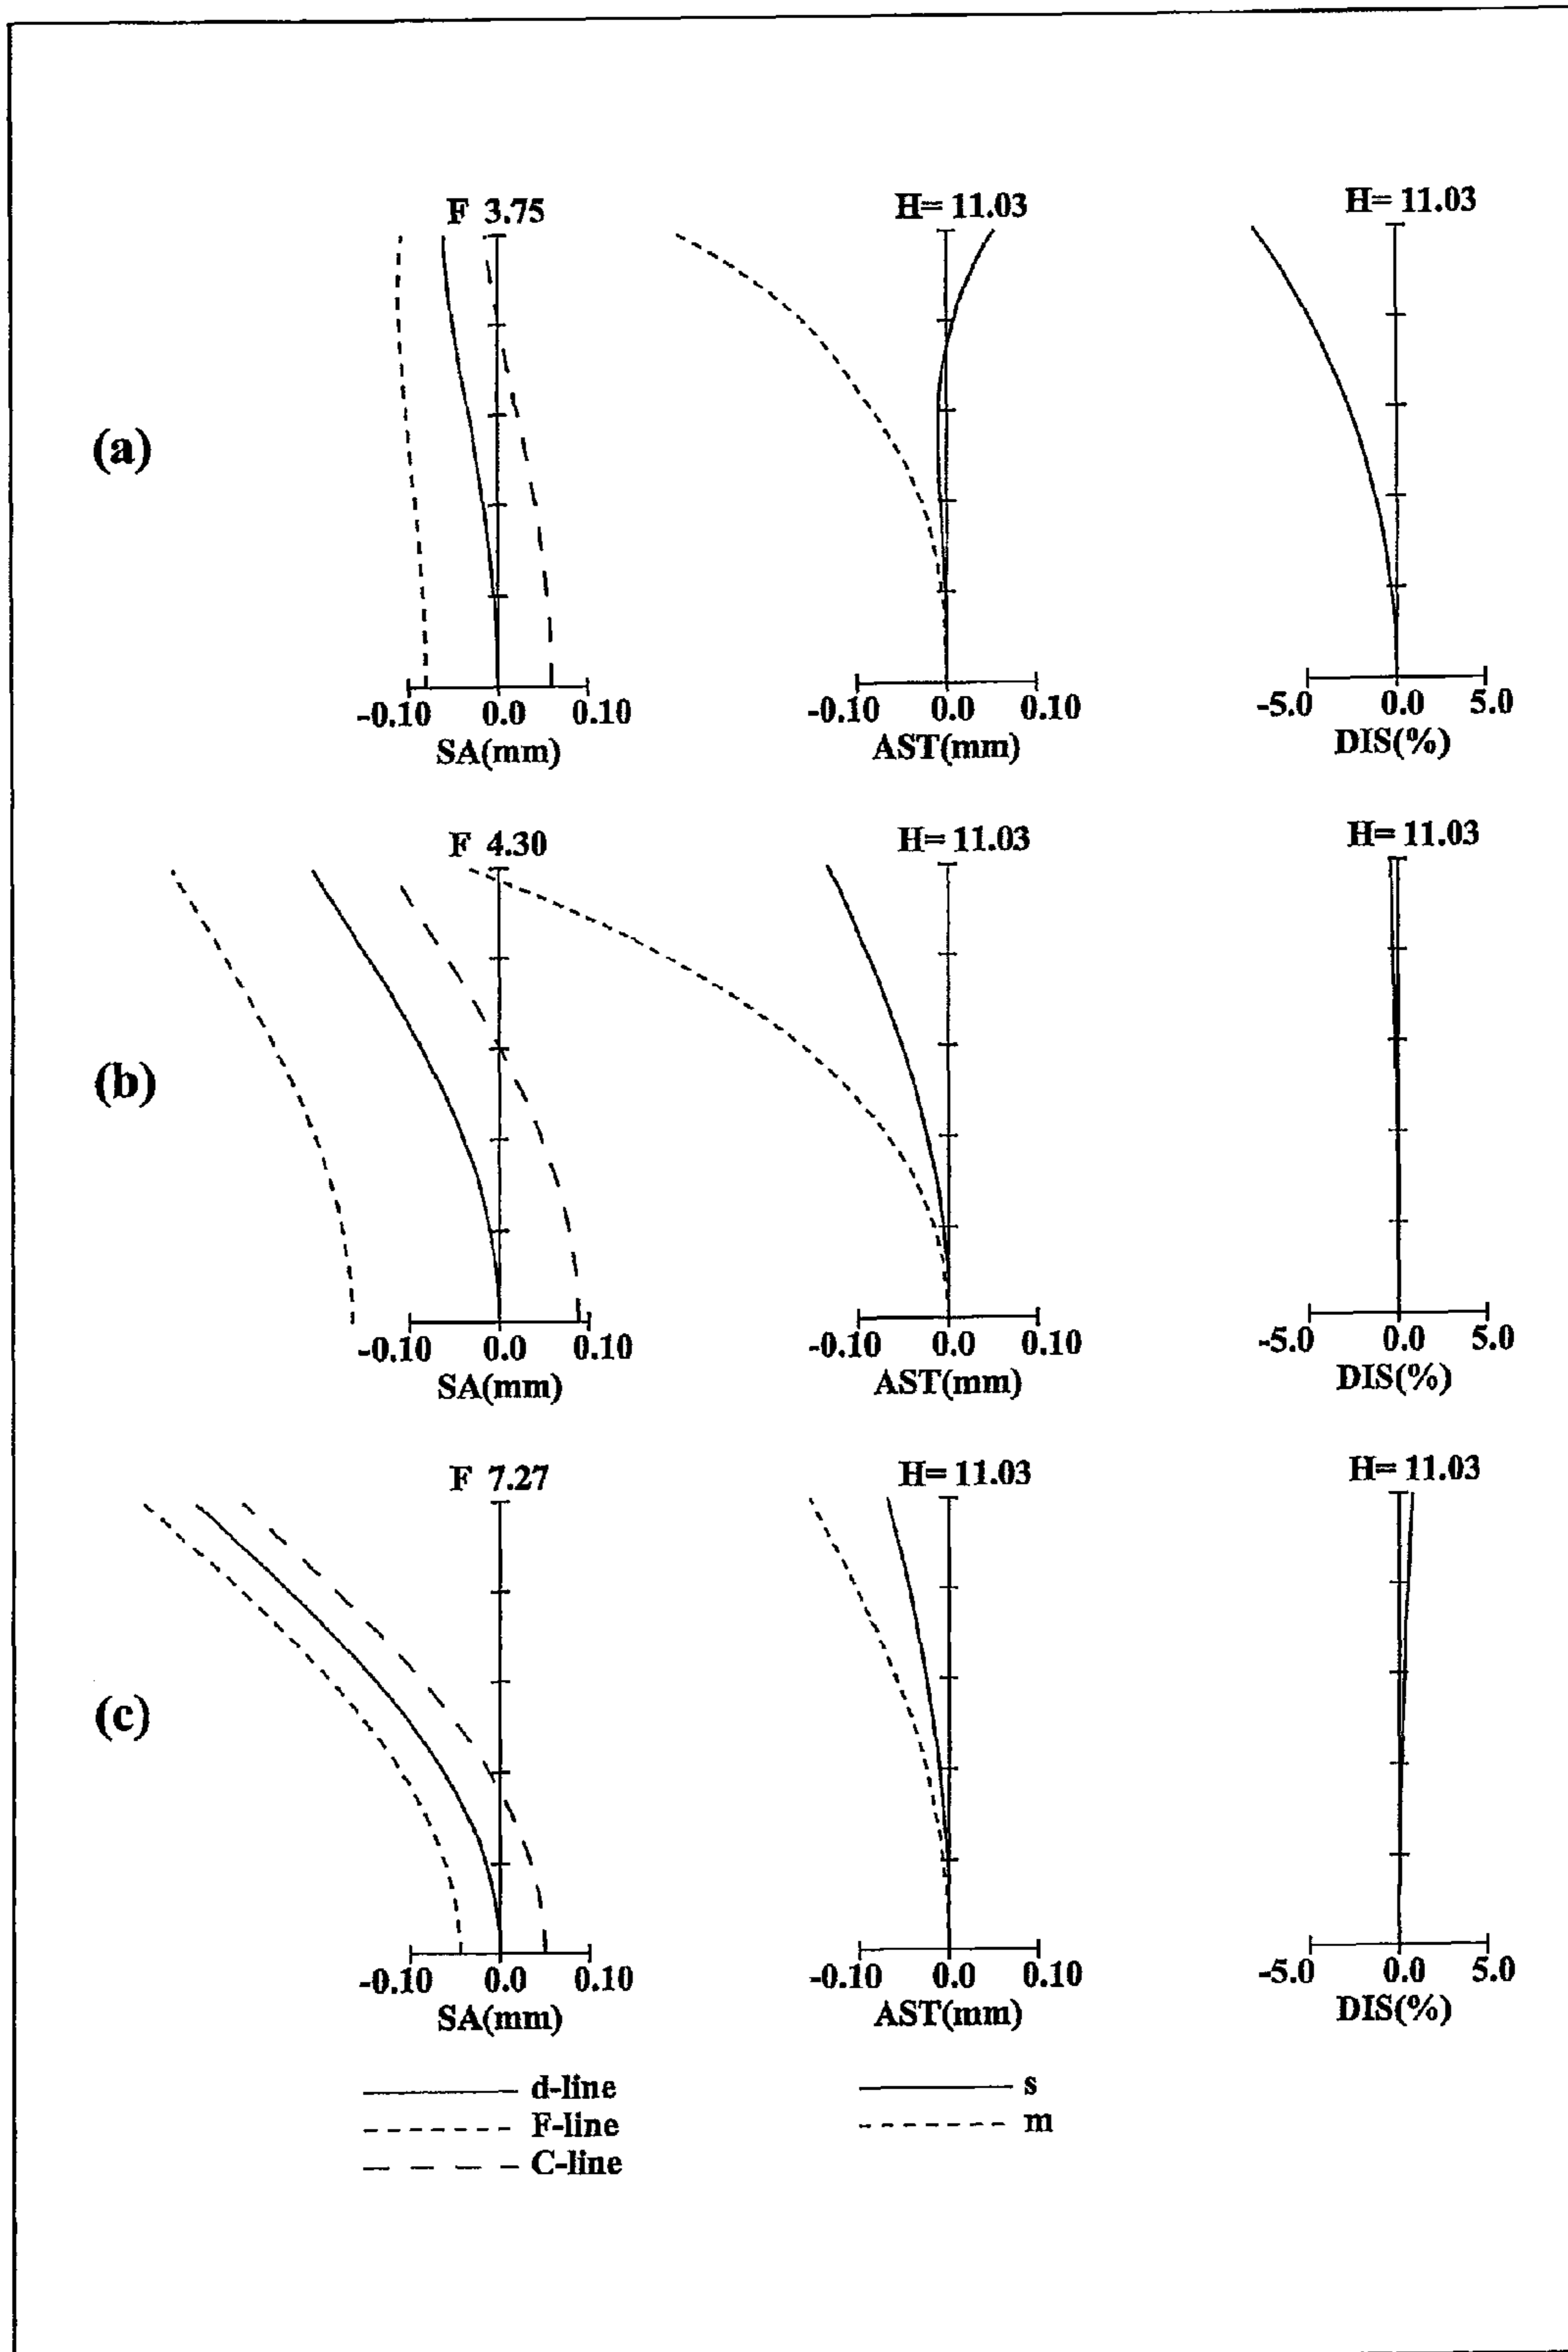 F 3.75 H= 11.03 H= 11.03
(a)
-0.10 0.0 0.10 -0.10 0.0 0.10 -5.0 0.0 5.0
SA(mm) AST(mm) DIS(%)
F 4.30 H= 11.03 H= 11.03
(b)
-0.10 0.0 0.10 -0.10 0.0 0.10 -5.0 0.0 5.0
SA(mm) AST(mm) DIS(%)
F 7.27 H= 11.03 H= 11.03
(c)
-0.10 0.0 0.10 -0.10 0.0 0.10 -5.0 0.0 5.0
SA(mm) AST(mm) DIS(%)
d-line s
F-line m
C-line